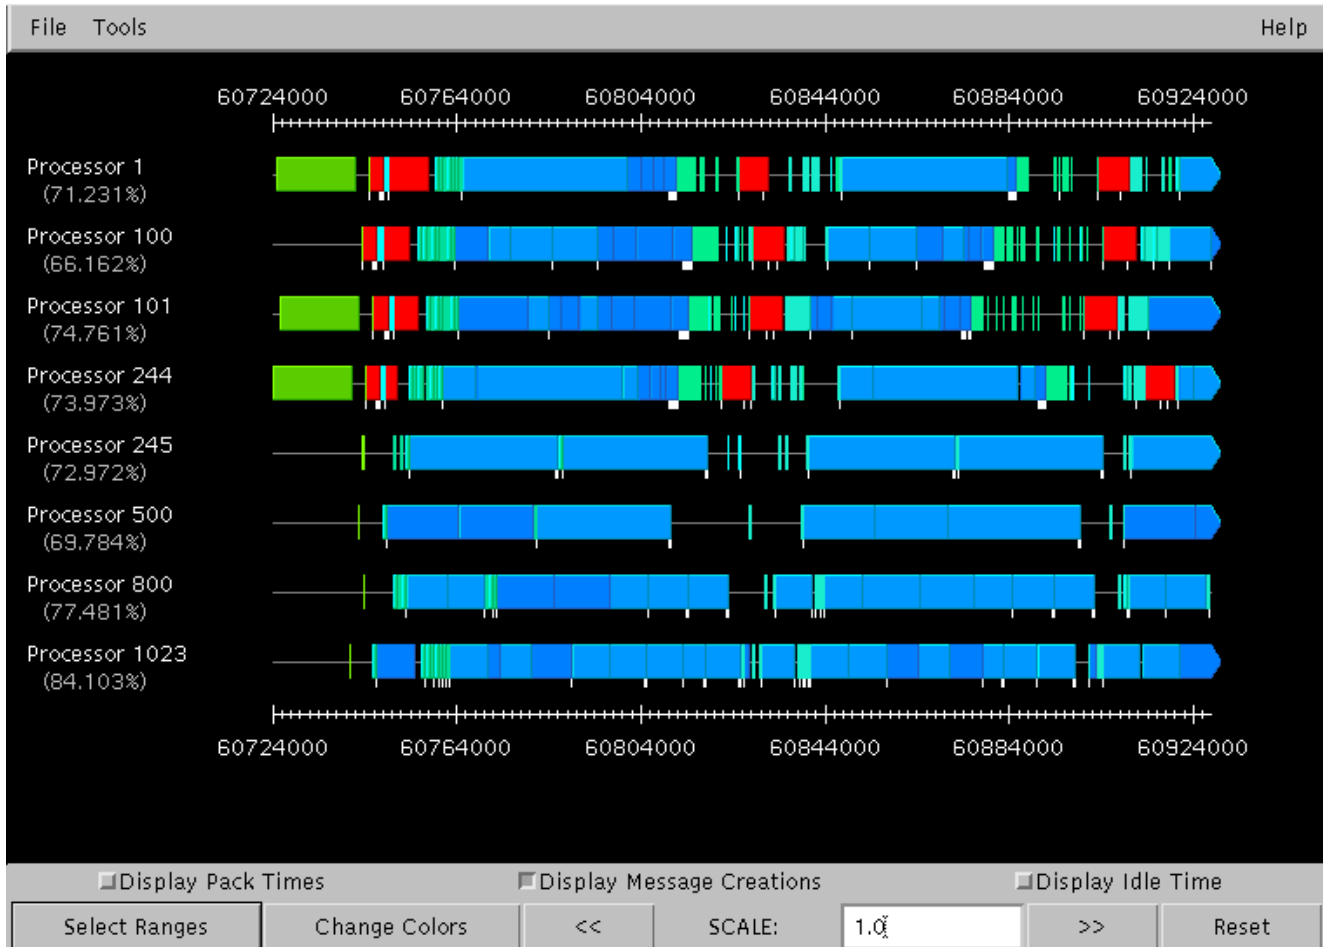 File Tools Help
60724000 60764000 60804000 60844000 60884000 60924000
Processor 1
(71.231%)
Processor 100
(66.162%)
Processor 101
(74.761%)
Processor 244
(73.973%)
Processor 245
(72.972%)
Processor 500
(69.784%)
Processor 800
(77.481%)
Processor 1023
(84.103%)
60724000 60764000 60804000 60844000 60884000 60924000
Display Pack Times Display Message Creations Display Idle Time
Select Ranges Change Colors << SCALE: 1.0 >> Reset